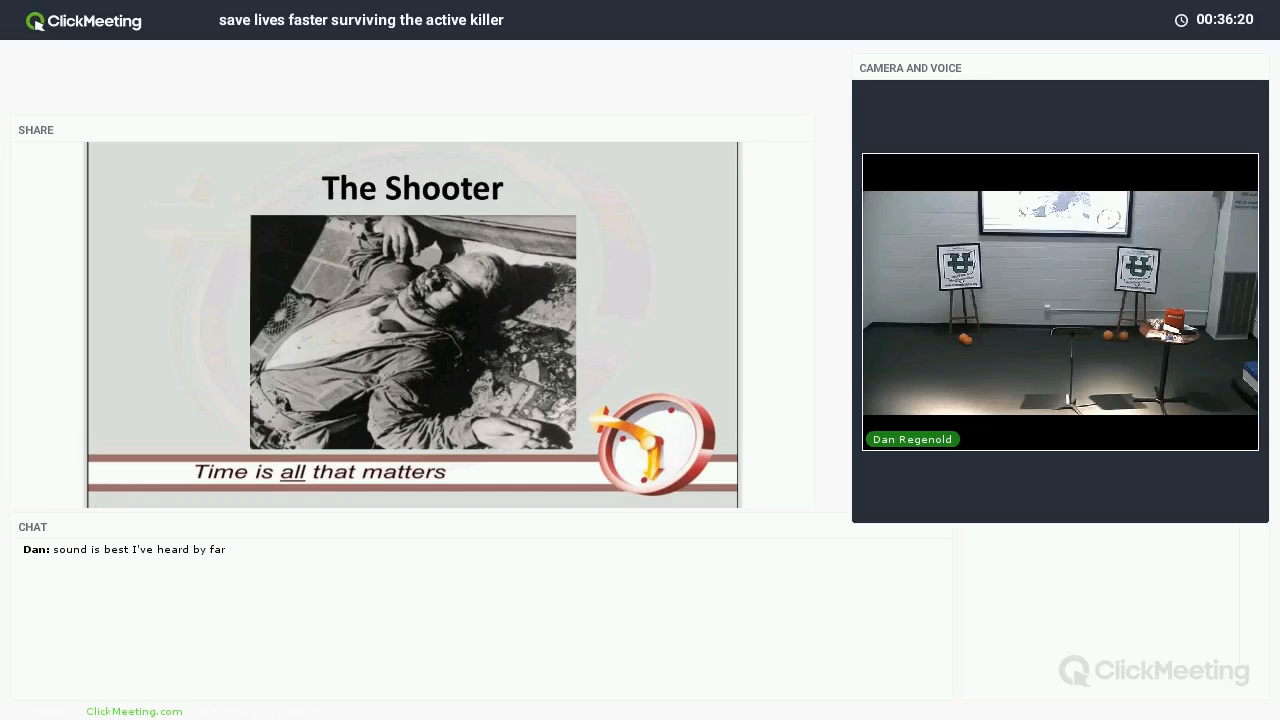 ClickMeeting
save lives faster surviving the active killer
00:36:20
CAMERA AND VOICE
SHARE
The Shooter
Time is all that matters
Dan Regenold
CHAT
Dan: sound is best I've heard by far
ClickMeeting
ClickMeeting.com